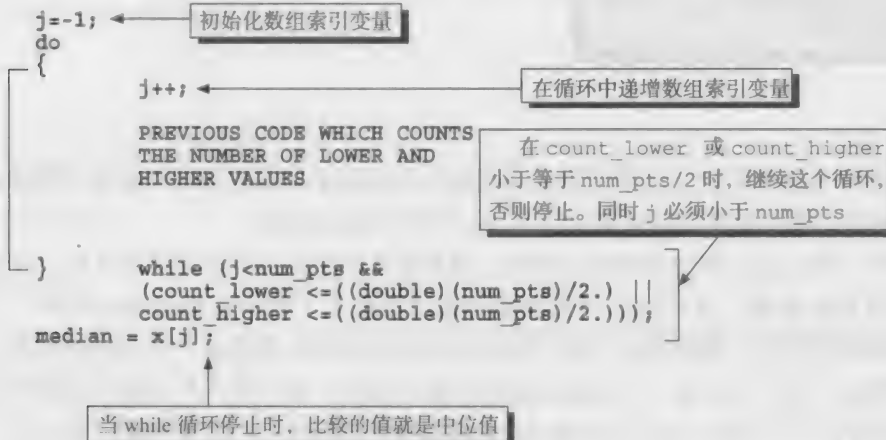 j=-1;
初始化数组索引变量
do
{
j++;
在循环中递增数组索引变量
PREVIOUS CODE WHICH COUNTS
THE NUMBER OF LOWER AND
HIGHER VALUES
在 count_lower 或 count_higher
小于等于 num_pts/2 时，继续这个循环，
否则停止。同时 j 必须小于 num_pts
} while (j<num_pts &&
(count_lower <=((double)(num_pts)/2.) ||
count_higher <=((double)(num_pts)/2.)));
median = x[j];
当 while 循环停止时，比较的值就是中位值